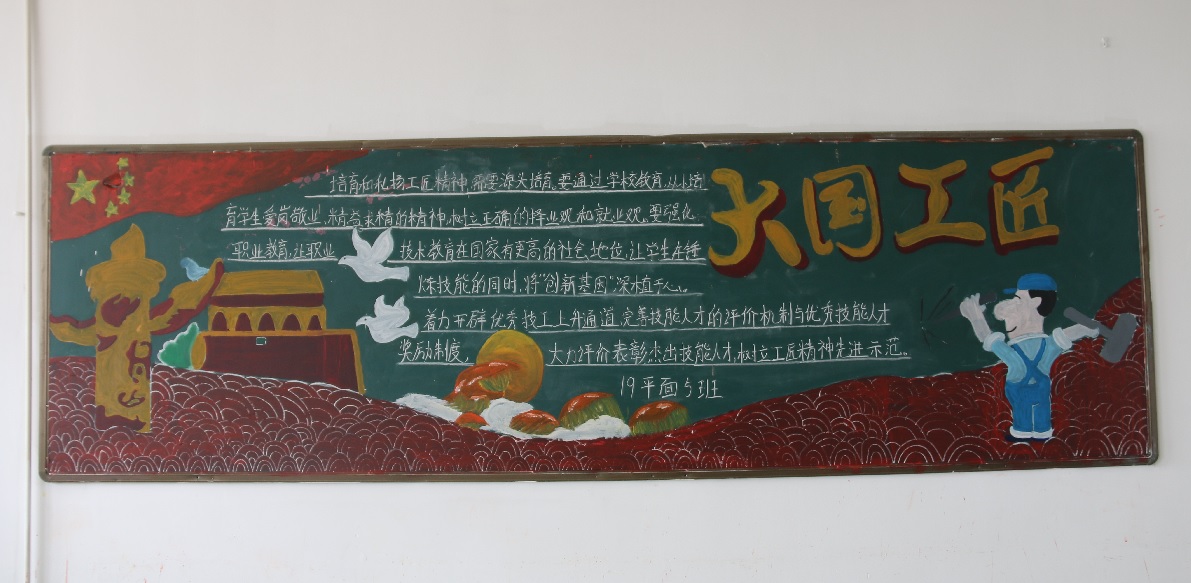 大国工匠
培育和弘扬工匠精神,需要源头培育。要通过学校教育,从小培
育学生爱岗敬业、精益求精的精神,树立正确的择业观和就业观。要强化
职业教育,让职业 技术教育在国家有更高的社会地位,让学生在锤
炼技能的同时,将“创新基因”深植于心。
着力开辟优秀技工上升通道,完善技能人才的评价机制与优秀技能人才
奖励制度, 大力评价表彰杰出技能人才,树立工匠精神先进示范。
19平面5班